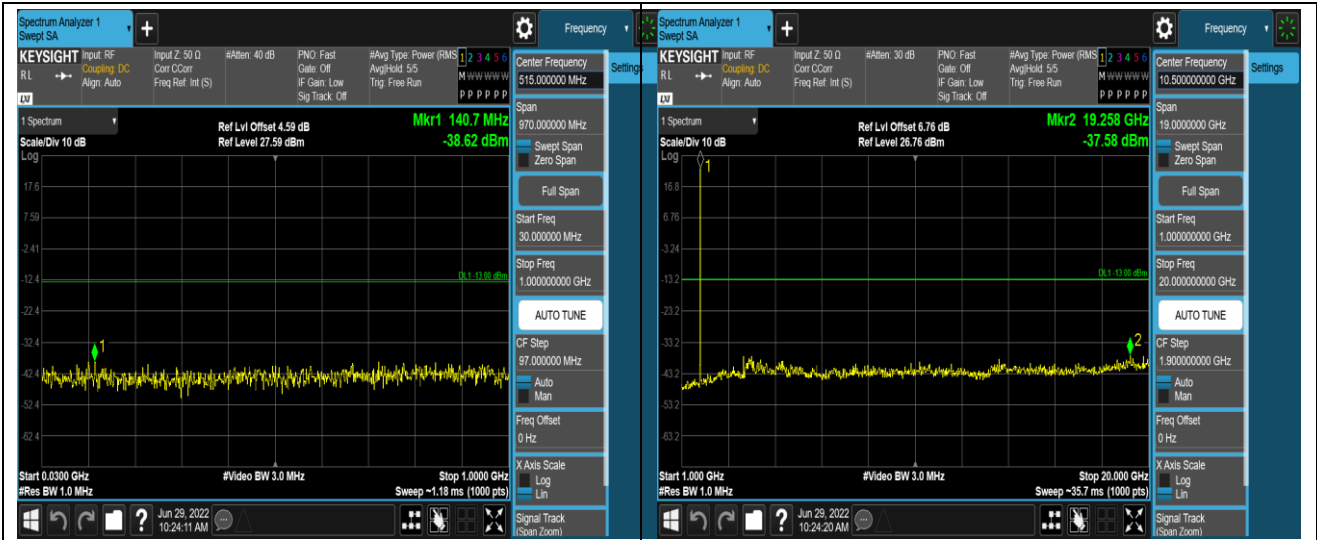 Spectrum Analyzer 1
Swept SA
+
Frequency
KEYSIGHT
RL
LXI
Input: RF
Coupling: DC
Align: Auto
Input Z: 50 Ω
Corr CCorr
Freq Ref: Int (S)
#Atten: 40 dB
PNO: Fast
Gate: Off
IF Gain: Low
Sig Track: Off
#Avg Type: Power (RMS
Avg|Hold: 5/5
Trig: Free Run
1 2 3 4 5 6
M W W W W W
P P P P P P
Center Frequency
515.000000 MHz
Settings
1 Spectrum
Scale/Div 10 dB
Log
Ref Lvl Offset 4.59 dB
Ref Level 27.59 dBm
Mkr1 140.7 MHz
-38.62 dBm
17.6
7.59
-2.41
-12.4
-22.4
-32.4
-42.4
-52.4
-62.4
DL1 -13.00 dBm
1
Start 0.0300 GHz
#Res BW 1.0 MHz
#Video BW 3.0 MHz
Stop 1.0000 GHz
Sweep ~1.18 ms (1000 pts)
Span
970.000000 MHz
Swept Span
Zero Span
Full Span
Start Freq
30.000000 MHz
Stop Freq
1.000000000 GHz
AUTO TUNE
CF Step
97.000000 MHz
Auto
Man
Freq Offset
0 Hz
X Axis Scale
Log
Lin
Signal Track
(Span Zoom)
?
Jun 29, 2022
10:24:11 AM
Spectrum Analyzer 1
Swept SA
+
Frequency
KEYSIGHT
RL
LXI
Input: RF
Coupling: DC
Align: Auto
Input Z: 50 Ω
Corr CCorr
Freq Ref: Int (S)
#Atten: 30 dB
PNO: Fast
Gate: Off
IF Gain: Low
Sig Track: Off
#Avg Type: Power (RMS
Avg|Hold: 5/5
Trig: Free Run
1 2 3 4 5 6
M W W W W W
P P P P P P
Center Frequency
10.500000000 GHz
Settings
1 Spectrum
Scale/Div 10 dB
Log
Ref Lvl Offset 6.76 dB
Ref Level 26.76 dBm
Mkr2 19.258 GHz
-37.58 dBm
1
16.8
6.76
-3.24
-13.2
-23.2
-33.2
-43.2
-53.2
-63.2
DL1 -13.00 dBm
2
Start 1.000 GHz
#Res BW 1.0 MHz
#Video BW 3.0 MHz
Stop 20.000 GHz
Sweep ~35.7 ms (1000 pts)
Span
19.0000000 GHz
Swept Span
Zero Span
Full Span
Start Freq
1.000000000 GHz
Stop Freq
20.000000000 GHz
AUTO TUNE
CF Step
1.900000000 GHz
Auto
Man
Freq Offset
0 Hz
X Axis Scale
Log
Lin
Signal Track
(Span Zoom)
?
Jun 29, 2022
10:24:20 AM